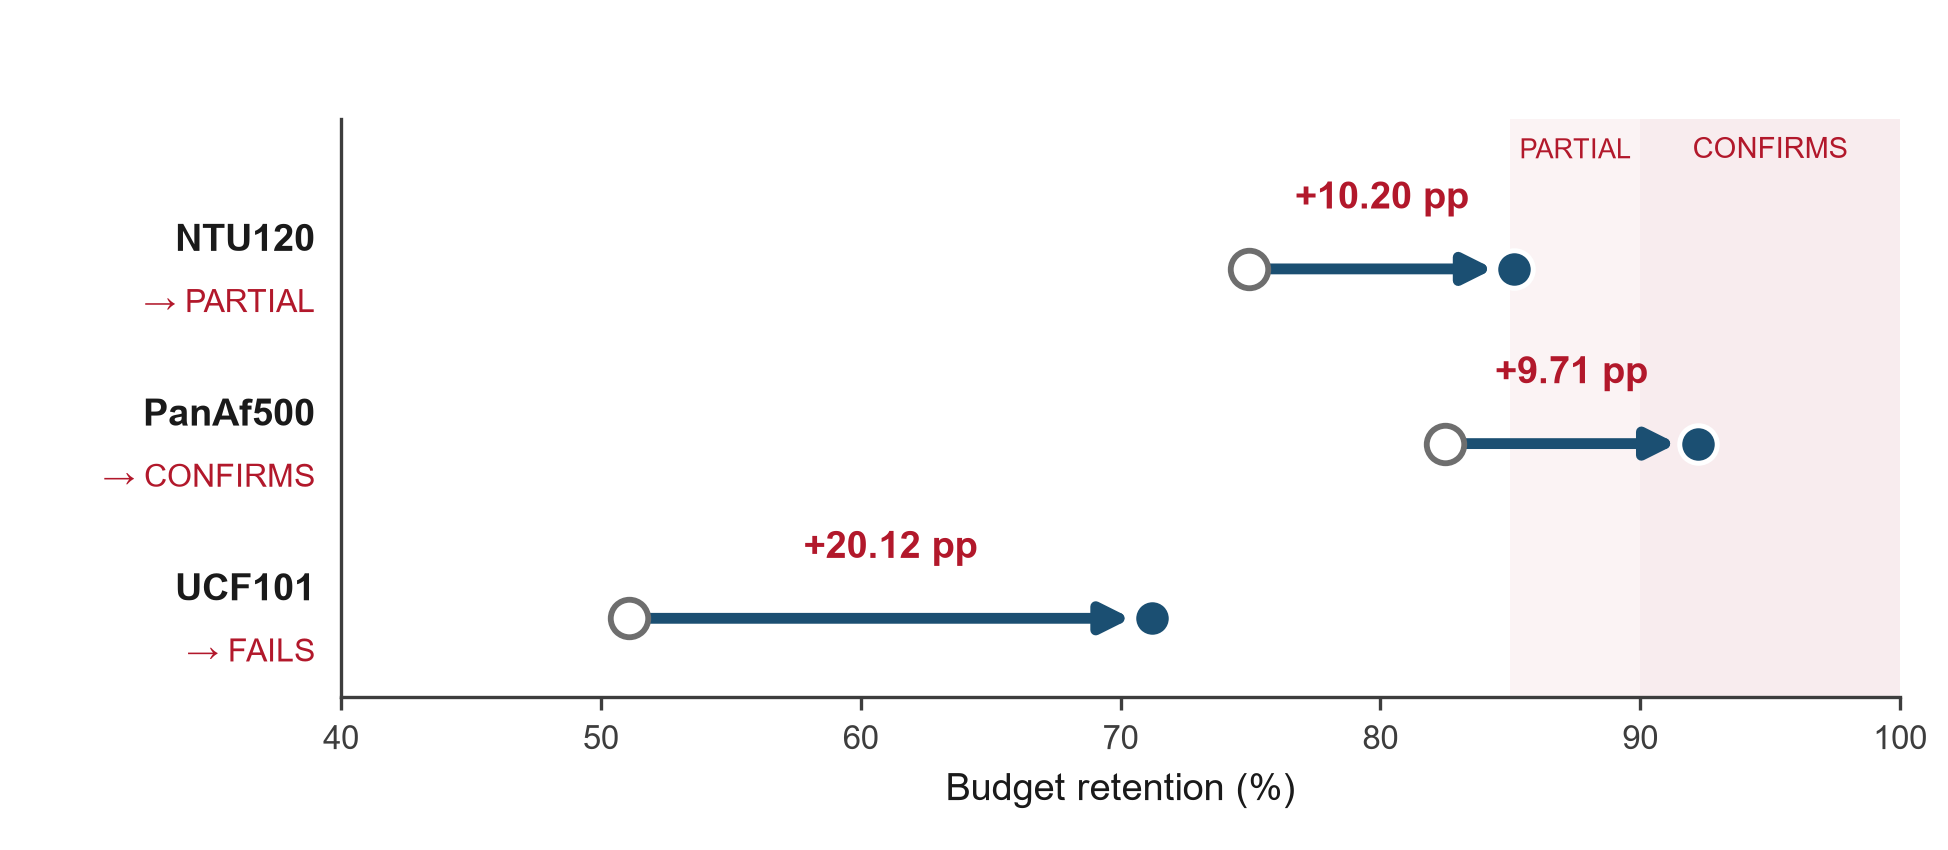 PARTIAL CONFIRMS
+10.20 pp
NTU120
→ PARTIAL
+9.71 pp
PanAf500
→ CONFIRMS
+20.12 pp
UCF101
→ FAILS
40 50 60 70 80 90 100
Budget retention (%)